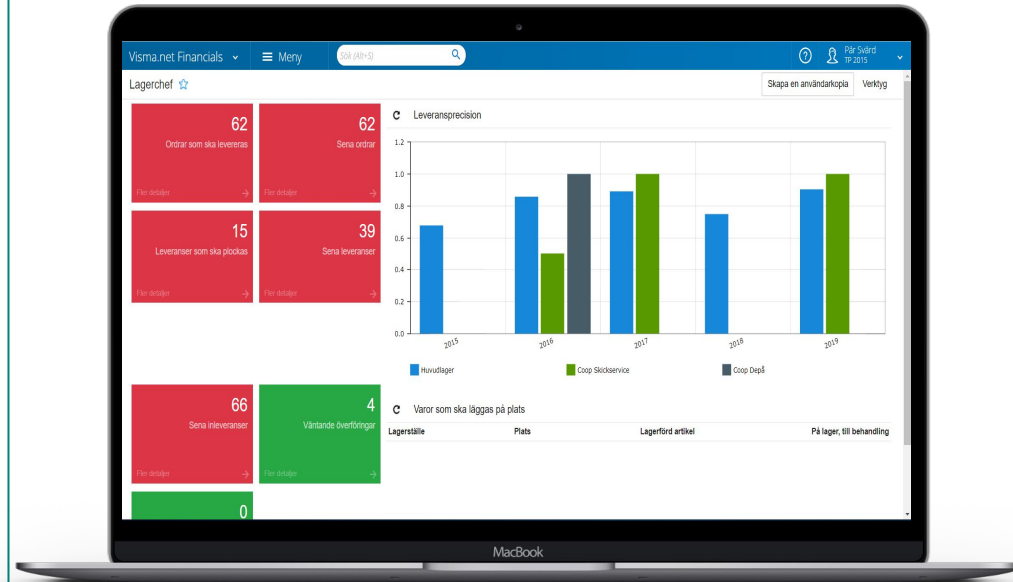 Visma.net Financials
Meny
Sök (Alt+S)
Pär Svärd
TP 2015
Lagerchef
Skapa en användarkopia
Verktyg
62
Ordrar som ska levereras
Fler detaljer
62
Sena ordrar
Fler detaljer
15
Leveranser som ska plockas
Fler detaljer
39
Sena leveranser
Fler detaljer
66
Sena inleveranser
Fler detaljer
4
Väntande överföringar
Fler detaljer
0
Leveransprecision
1.2
1.0
0.8
0.6
0.4
0.2
0.0
2015 2016 2017 2018 2019
Huvudlager Coop Skickservice Coop Depå
Varor som ska läggas på plats
Lagerställe Plats Lagerförd artikel På lager, till behandling
MacBook